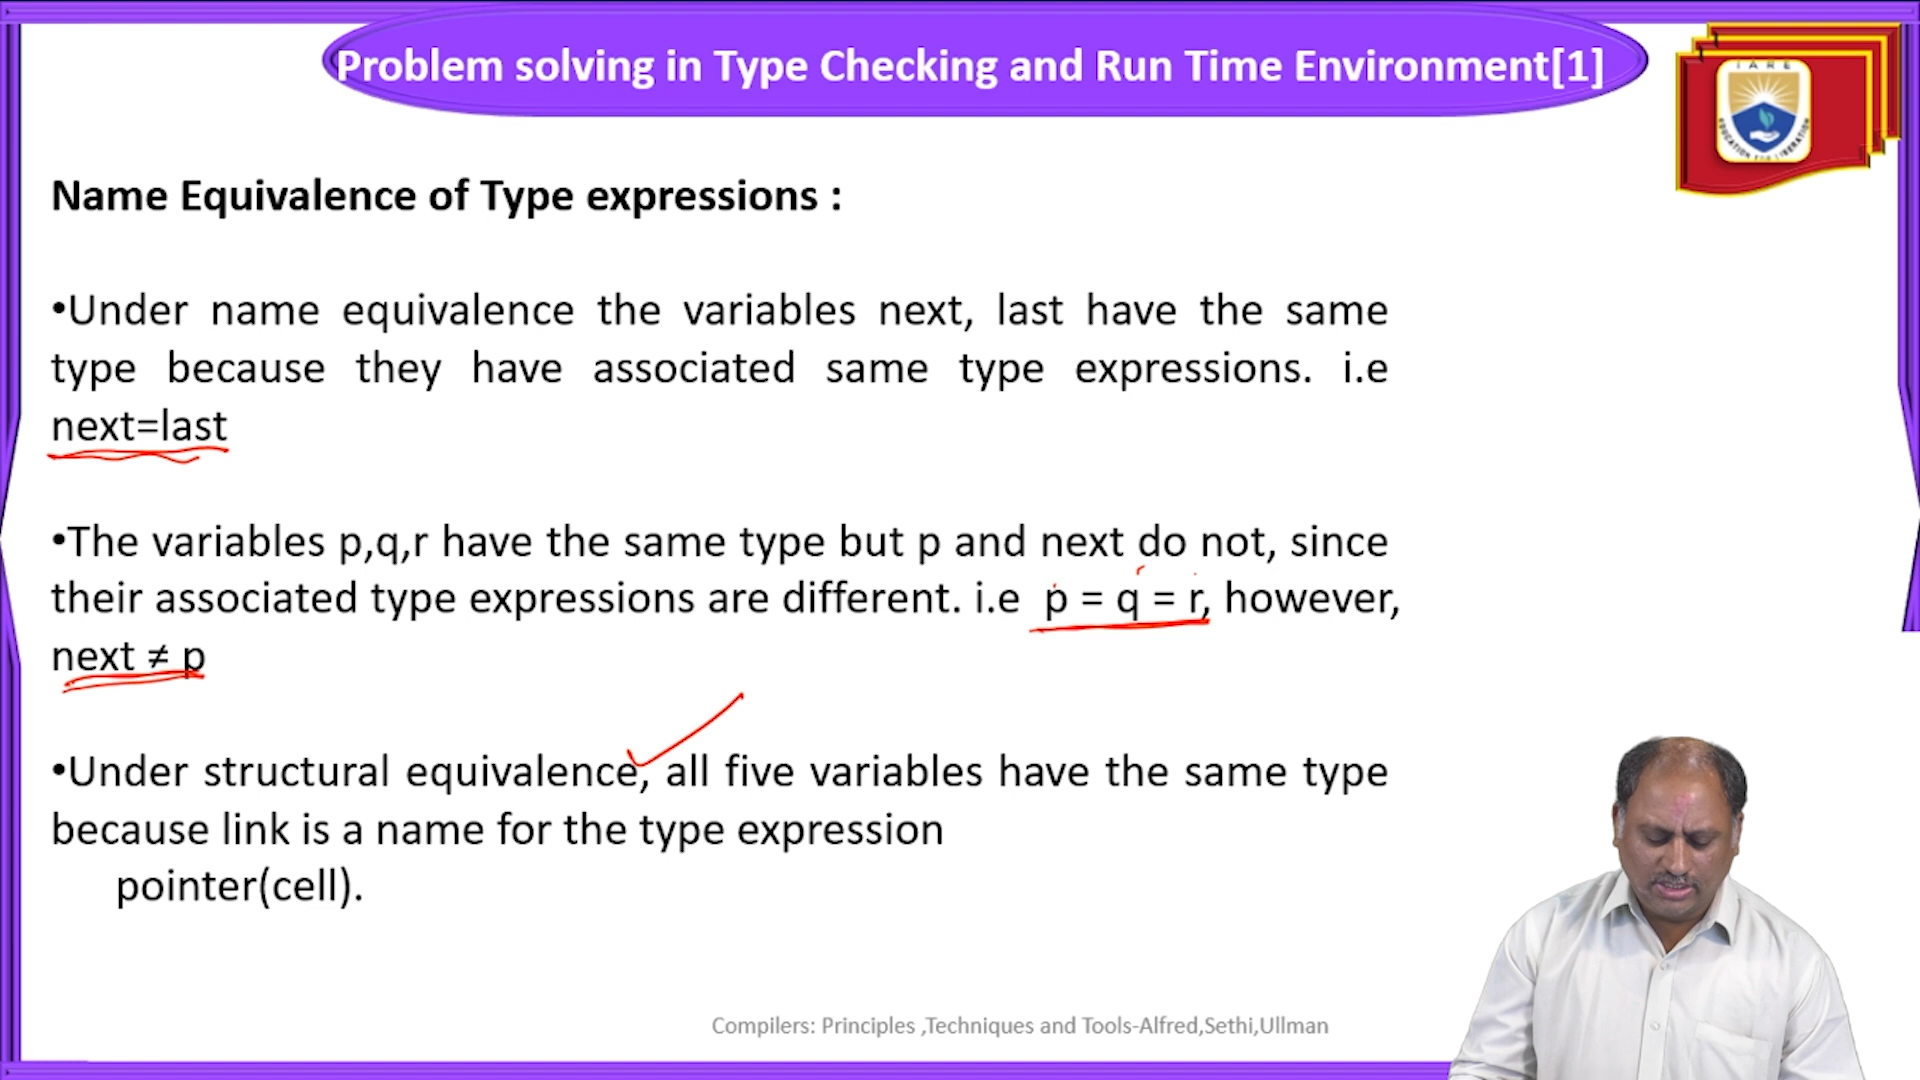 Problem solving in Type Checking and Run Time Environment[1]
IARE
EDUCATION FOR LIBERATION
Name Equivalence of Type expressions :
•Under name equivalence the variables next, last have the same
type because they have associated same type expressions. i.e
next=last
•The variables p,q,r have the same type but p and next do not, since
their associated type expressions are different. i.e p = q = r, however,
next ≠ p
•Under structural equivalence, all five variables have the same type
because link is a name for the type expression
pointer(cell).
Compilers: Principles ,Techniques and Tools-Alfred,Sethi,Ullman